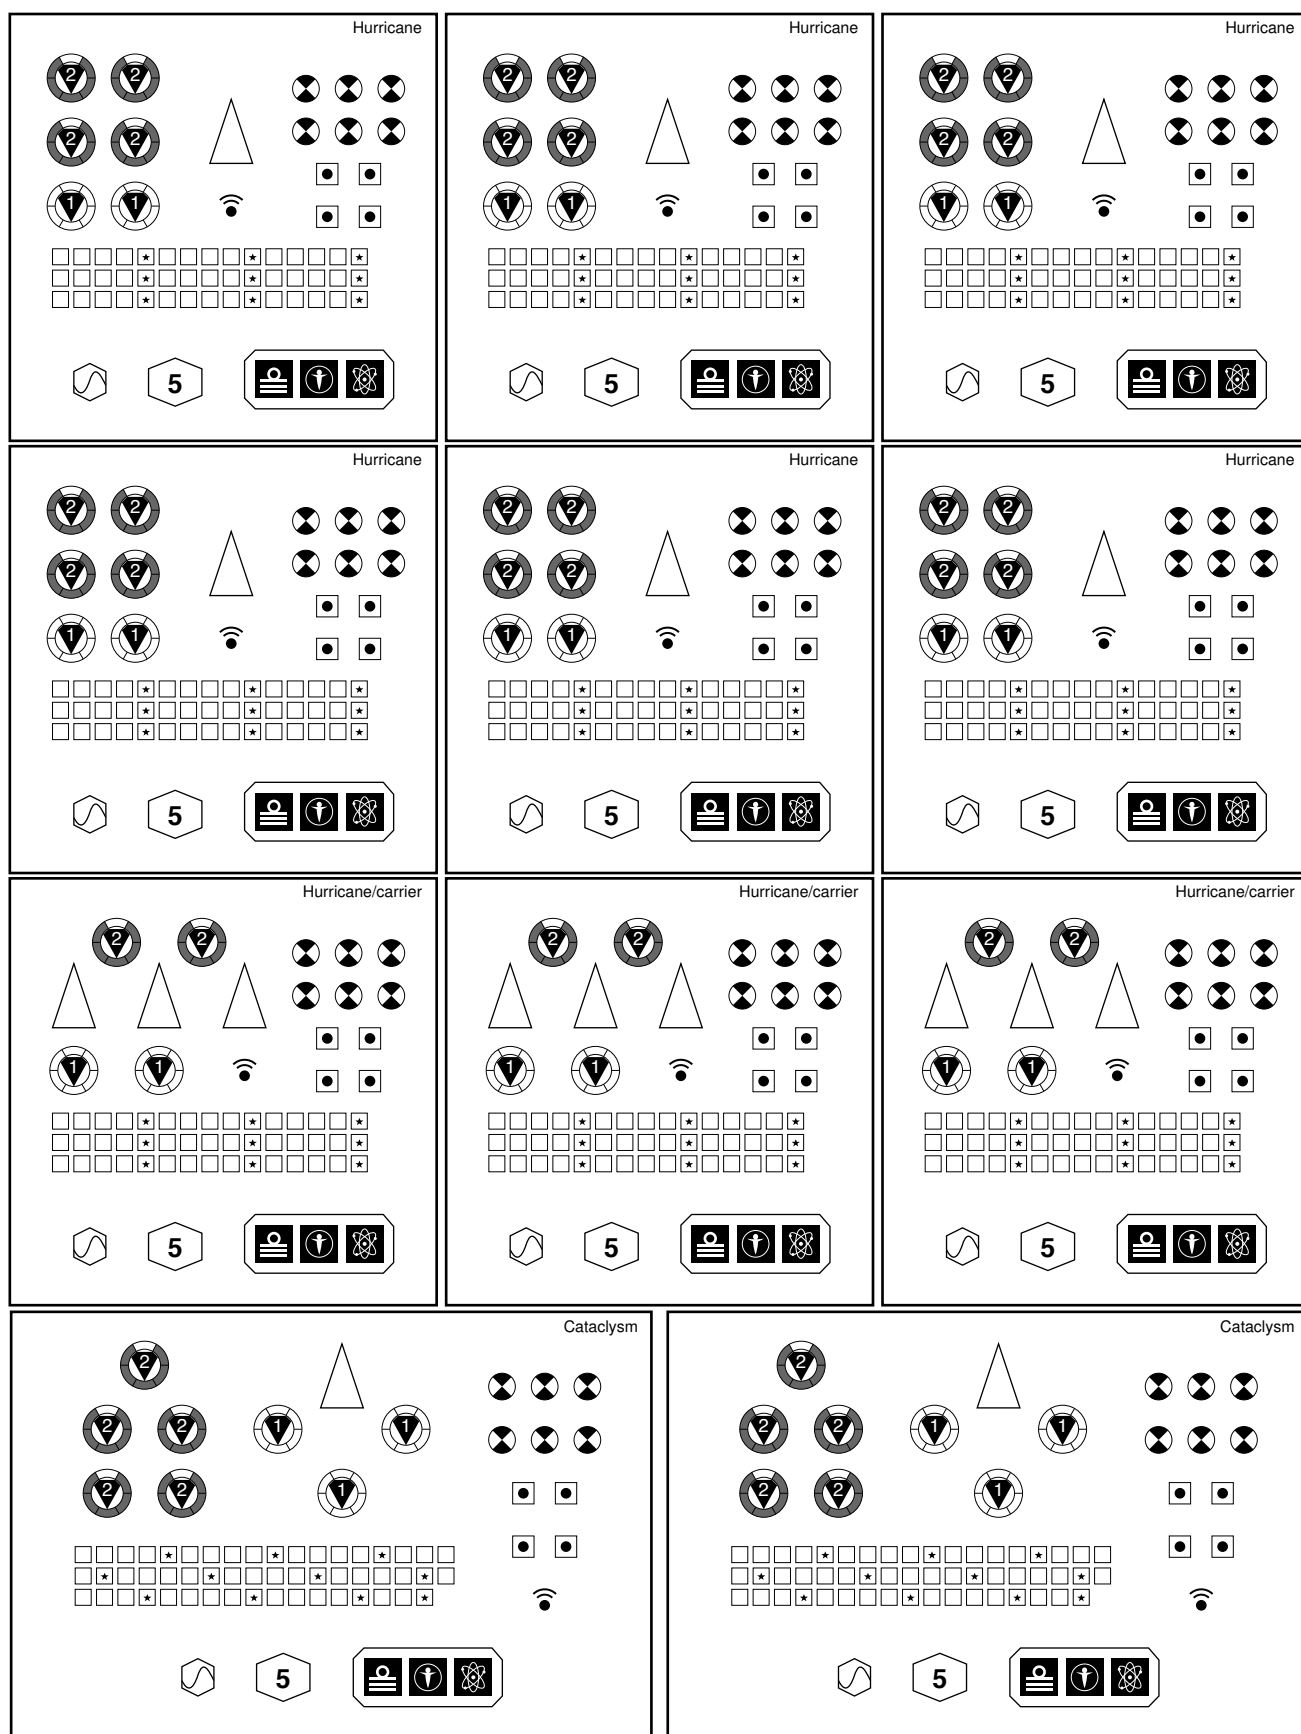 Hurricane Hurricane Hurricane
2 2 2 2 2 2
2 2 2 2 2 2
1 1 1 1 1 1
5 5 5
Hurricane Hurricane Hurricane
2 2 2 2 2 2
2 2 2 2 2 2
1 1 1 1 1 1
5 5 5
Hurricane/carrier Hurricane/carrier Hurricane/carrier
2 2 2 2 2 2
1 1 1 1 1 1
5 5 5
Cataclysm Cataclysm
2 2
2 2 1 1 2 2 1 1
2 2 1 2 2 1
5 5